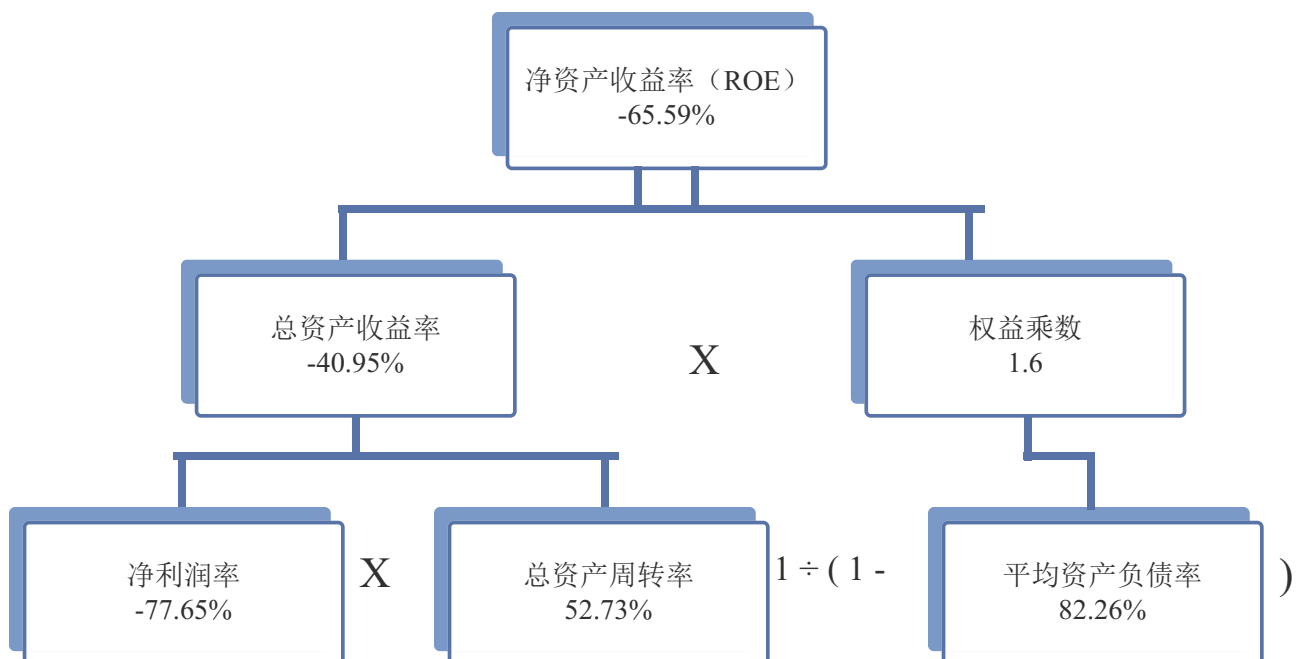 净资产收益率（ROE）
-65.59%
总资产收益率
-40.95%
X
权益乘数
1.6
净利润率
-77.65%
X
总资产周转率
52.73%
1 ÷ ( 1 -
平均资产负债率
82.26%
)